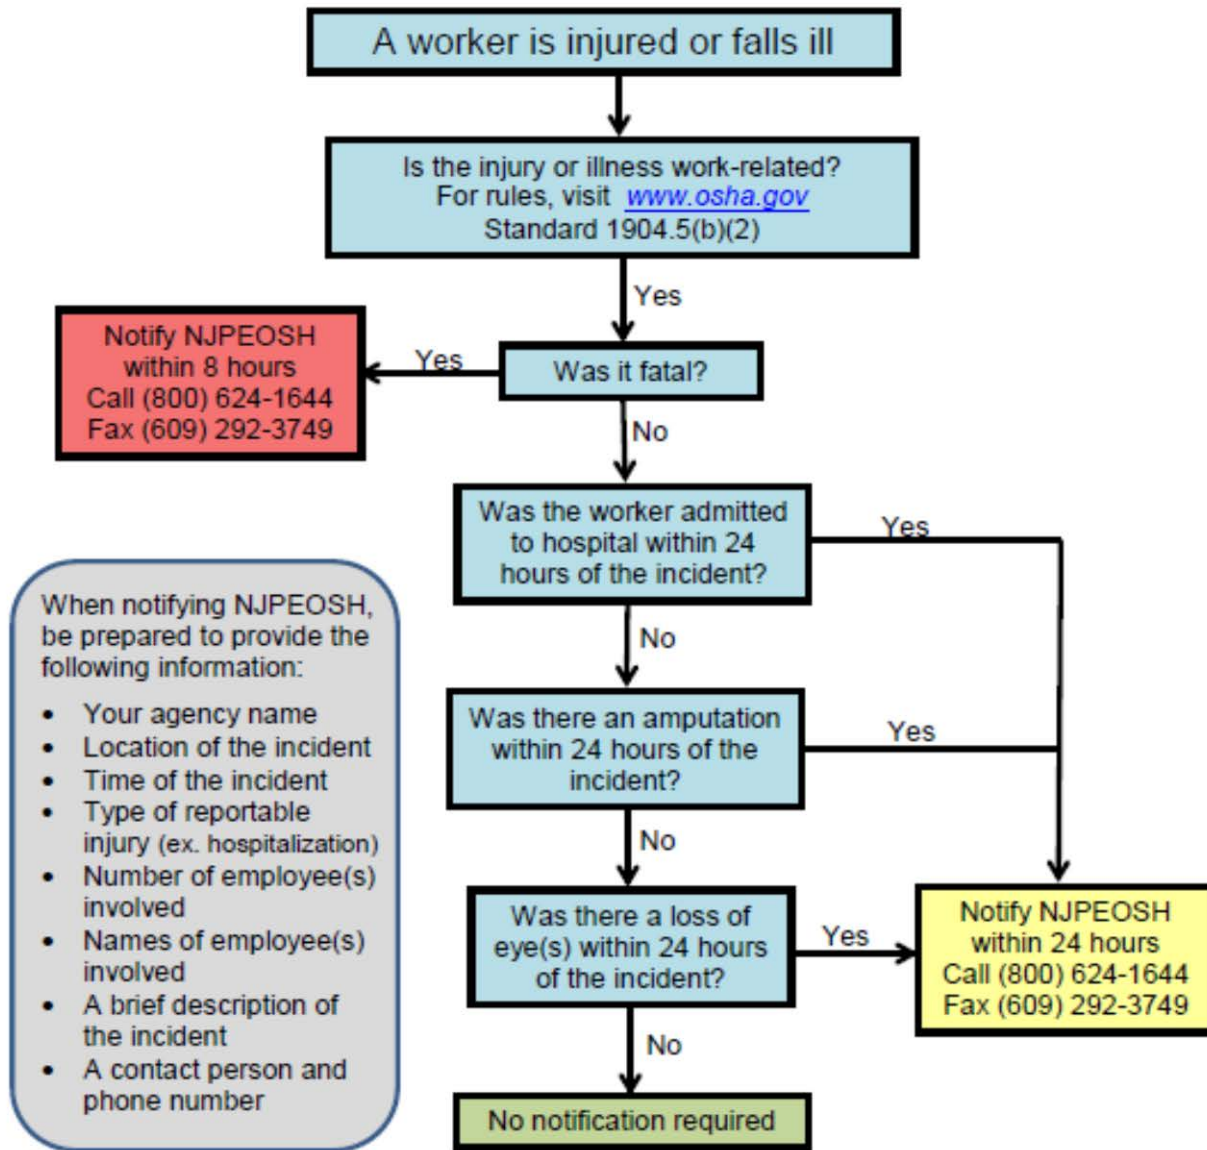 A worker is injured or falls ill
Is the injury or illness work-related?
For rules, visit www.osha.gov
Standard 1904.5(b)(2)
Yes
Notify NJPEOSH
within 8 hours
Call (800) 624-1644
Fax (609) 292-3749
Yes
Was it fatal?
No
Was the worker admitted
to hospital within 24
hours of the incident?
Yes
No
When notifying NJPEOSH,
be prepared to provide the
following information:
• Your agency name
• Location of the incident
• Time of the incident
• Type of reportable
injury (ex. hospitalization)
• Number of employee(s)
involved
• Names of employee(s)
involved
• A brief description of
the incident
• A contact person and
phone number
Was there an amputation
within 24 hours of the
incident?
Yes
No
Was there a loss of
eye(s) within 24 hours
of the incident?
Yes
Notify NJPEOSH
within 24 hours
Call (800) 624-1644
Fax (609) 292-3749
No
No notification required